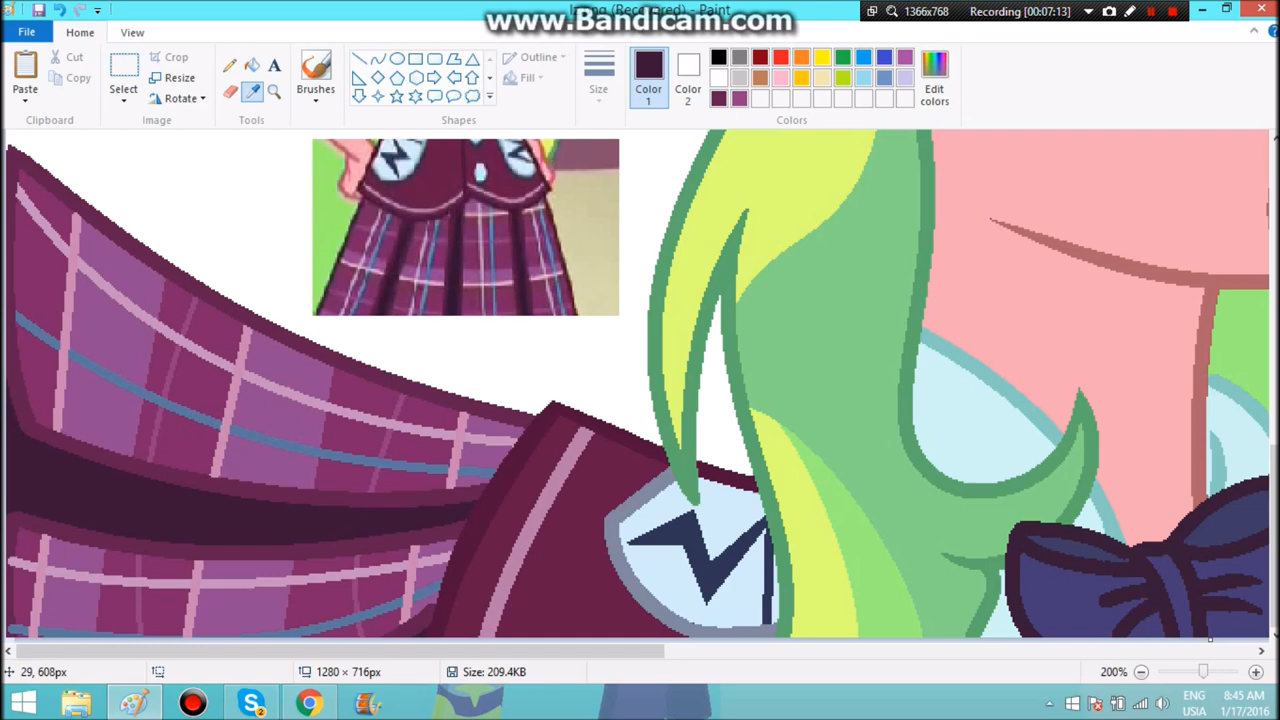 (Recovered) - Paint
www.Bandicam.com
1366x768
Recording [00:07:13]
File
Home
View
Paste
Cut
Copy
Select
Crop
Resize
Rotate
Brushes
Outline
Fill
Size
Color 1
Color 2
Edit colors
Clipboard
Image
Tools
Shapes
Colors
29, 608px
1280 × 716px
Size: 209.4KB
200%
ENG
USIA
8:45 AM
1/17/2016